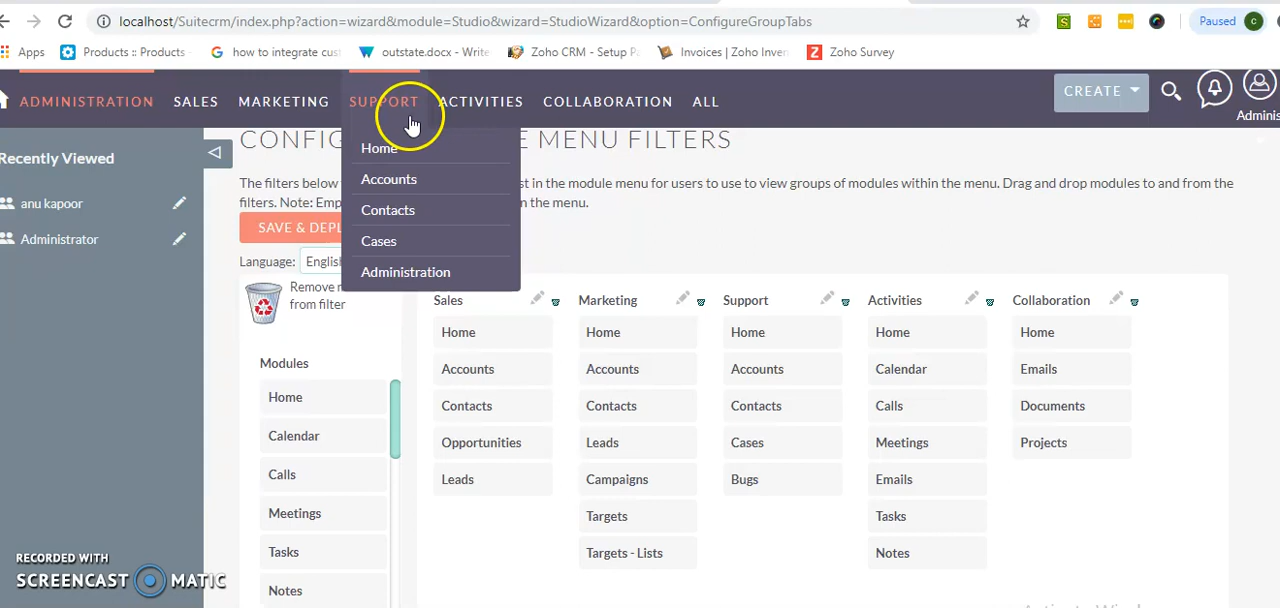 localhost/Suitecrm/index.php?action=wizard&module=Studio&wizard=StudioWizard&option=ConfigureGroupTabs
Paused c
Apps Products :: Products how to integrate cus outstate.docx - Write Zoho CRM - Setup Pa Invoices | Zoho Inven Zoho Survey
ADMINISTRATION SALES MARKETING SUPPORT ACTIVITIES COLLABORATION ALL
CREATE
Adminis
Home
Accounts
Contacts
Cases
Administration
Recently Viewed
anu kapoor
Administrator
CONFIG E MENU FILTERS
The filters below st in the module menu for users to use to view groups of modules within the menu. Drag and drop modules to and from the
filters. Note: Emp n the menu.
SAVE & DEPL
Language: Englis
Remove
from filter
Modules
Home
Calendar
Calls
Meetings
Tasks
Notes
Sales
Home
Accounts
Contacts
Opportunities
Leads
Marketing
Home
Accounts
Contacts
Leads
Campaigns
Targets
Targets - Lists
Support
Home
Accounts
Contacts
Cases
Bugs
Activities
Home
Calendar
Calls
Meetings
Emails
Tasks
Notes
Collaboration
Home
Emails
Documents
Projects
RECORDED WITH
SCREENCAST MATIC